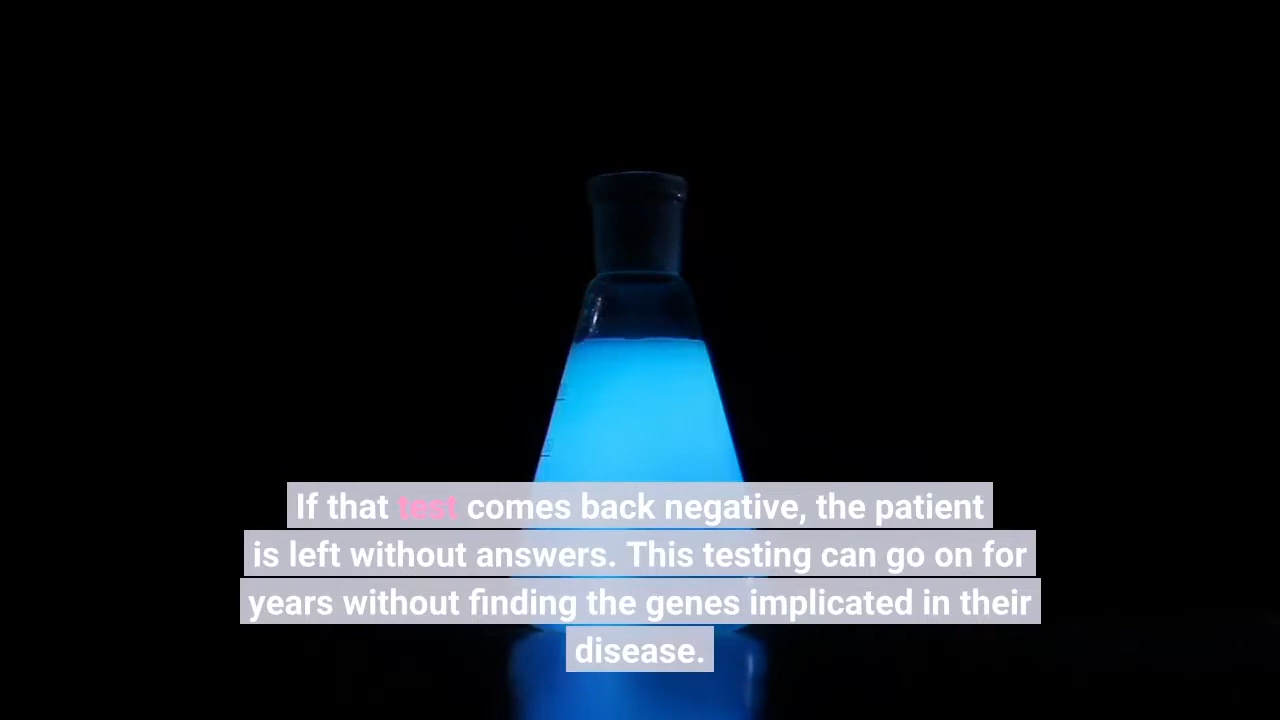 If that test comes back negative, the patient
is left without answers. This testing can go on for
years without finding the genes implicated in their
disease.